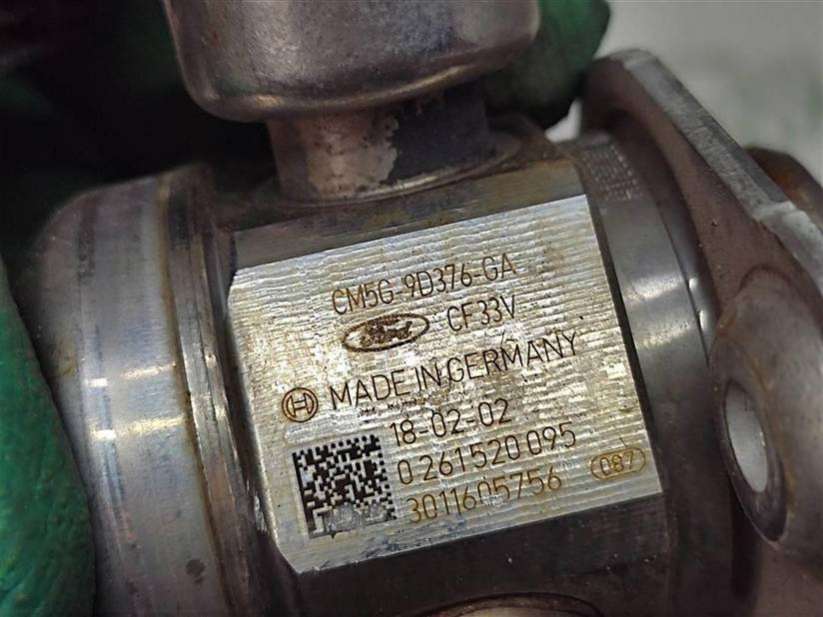 CM5G-9D376-GA
Ford CF33V
H MADE IN GERMANY
18-02-02
0 261 520 095
3011605756 087